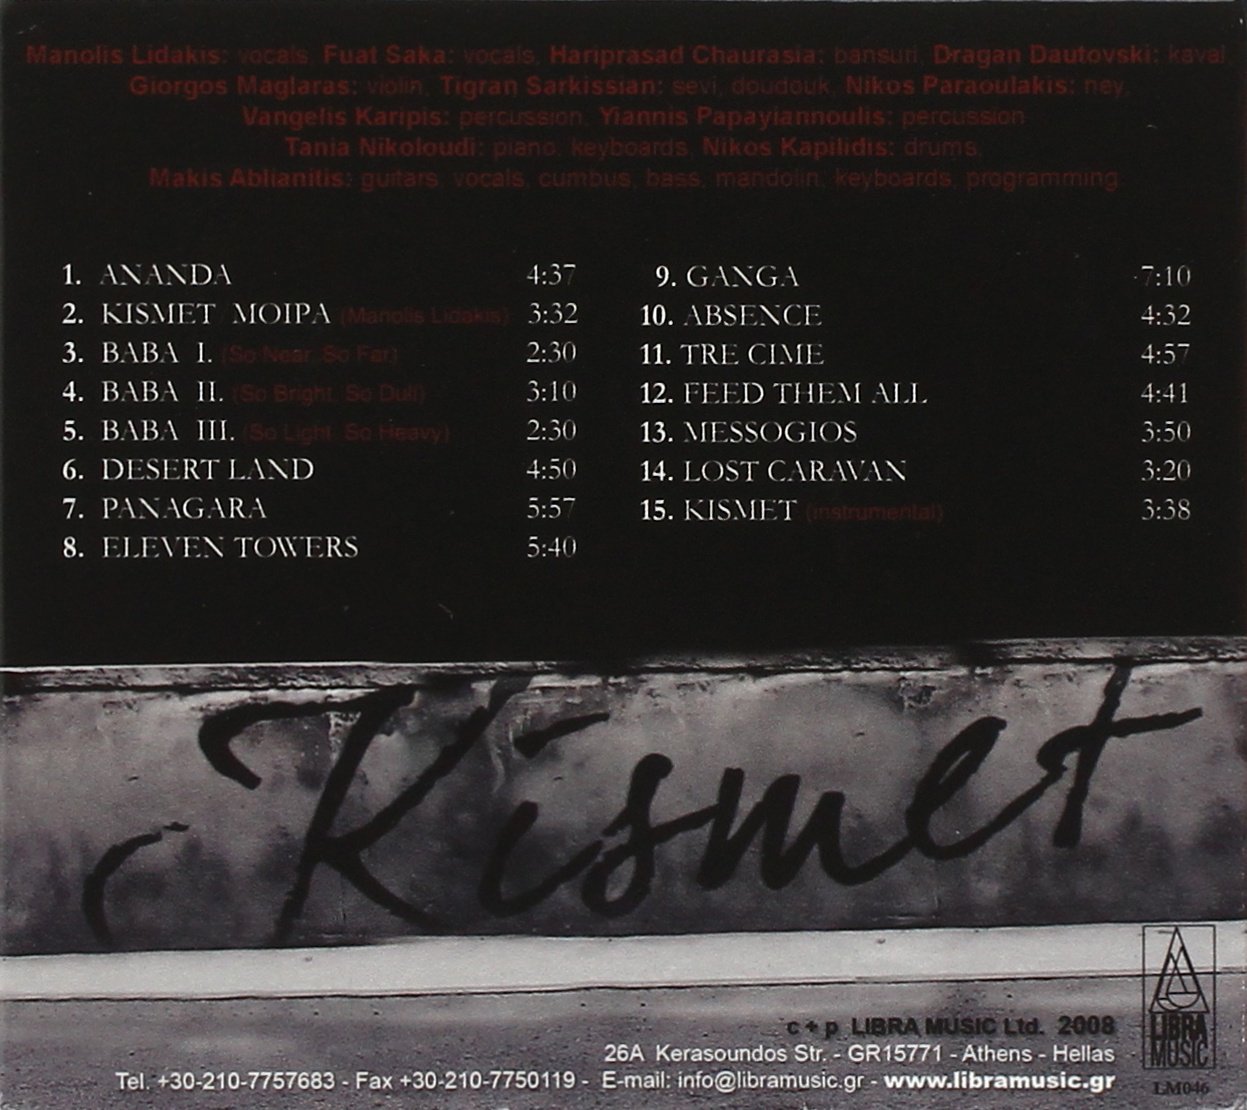 Manolis Lidakis: vocals, Fuat Saka: vocals, Hariprasad Chaurasia: bansuri, Dragan Dautovski: kaval,
Giorgos Maglaras: violin, Tigran Sarkissian: sevi, doudouk, Nikos Paraoulakis: ney,
Vangelis Karipis: percussion, Yiannis Papayiannoulis: percussion
Tania Nikoloudi: piano, keyboards, Nikos Kapilidis: drums,
Makis Ablianitis: guitars, vocals, cumbus, bass, mandolin, keyboards, programming
1. ANANDA 4:37
2. KISMET MOIPA (Manolis Lidakis) 3:32
3. BABA I. (So Near, So Far) 2:30
4. BABA II. (So Bright, So Dull) 3:10
5. BABA III. (So Light, So Heavy) 2:30
6. DESERT LAND 4:50
7. PANAGARA 5:57
8. ELEVEN TOWERS 5:40
9. GANGA 7:10
10. ABSENCE 4:32
11. TRE CIME 4:57
12. FEED THEM ALL 4:41
13. MESSOGIOS 3:50
14. LOST CARAVAN 3:20
15. KISMET (instrumental) 3:38
Kismet
c + p LIBRA MUSIC Ltd. 2008
26A Kerasoundos Str. - GR15771 - Athens - Hellas
Tel. +30-210-7757683 - Fax +30-210-7750119 - E-mail: info@libramusic.gr - www.libramusic.gr
LIBRA
MUSIC
LM046